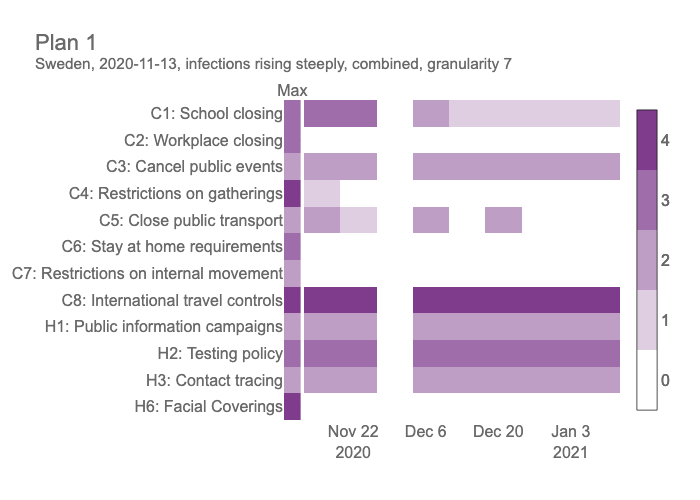 Plan 1
Sweden, 2020-11-13, infections rising steeply, combined, granularity 7
Max
C1: School closing
C2: Workplace closing
C3: Cancel public events
C4: Restrictions on gatherings
C5: Close public transport
C6: Stay at home requirements
C7: Restrictions on internal movement
C8: International travel controls
H1: Public information campaigns
H2: Testing policy
H3: Contact tracing
H6: Facial Coverings
4
3
2
1
0
Nov 22 Dec 6 Dec 20 Jan 3
2020 2021